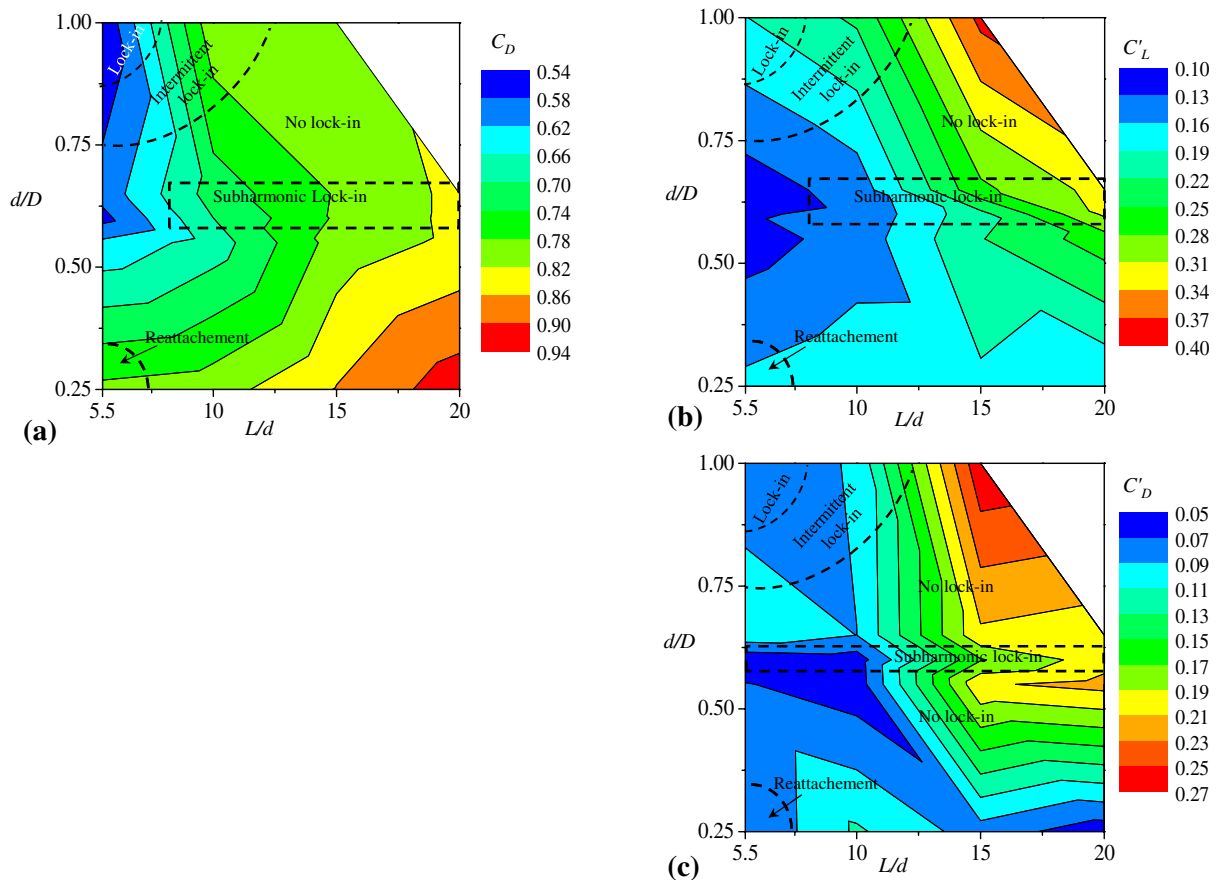 1.00
0.75
d/D
0.50
0.25
5.5
10
15
20
L/d
(a)
Lock-in
Intermittent
lock-in
No lock-in
Subharmonic Lock-in
Reattachement
C_D
0.54
0.58
0.62
0.66
0.70
0.74
0.78
0.82
0.86
0.90
0.94
1.00
0.75
d/D
0.50
0.25
5.5
10
15
20
L/d
(b)
Lock-in
Intermittent
lock-in
No lock-in
Subharmonic lock-in
Reattachement
C'_L
0.10
0.13
0.16
0.19
0.22
0.25
0.28
0.31
0.34
0.37
0.40
1.00
0.75
d/D
0.50
0.25
5.5
10
15
20
L/d
(c)
Lock-in
Intermittent
lock-in
No lock-in
Subharmonic lock-in
No lock-in
Reattachement
C'_D
0.05
0.07
0.09
0.11
0.13
0.15
0.17
0.19
0.21
0.23
0.25
0.27